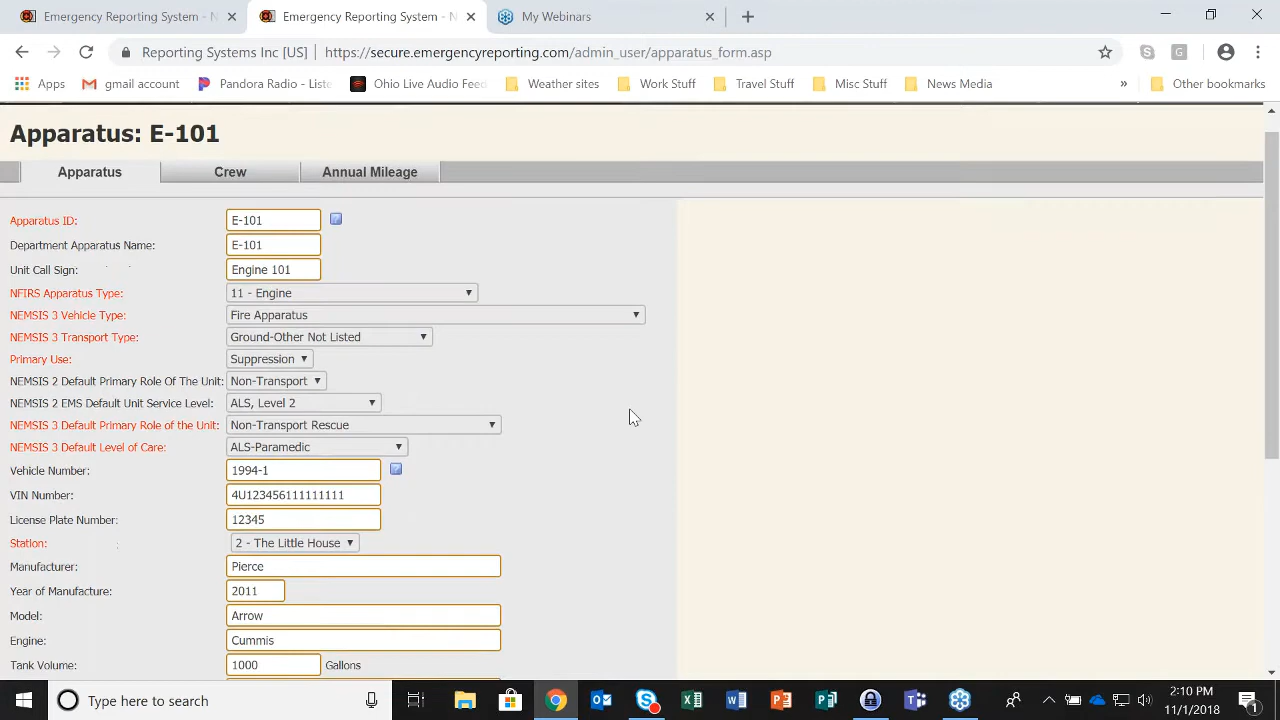 Emergency Reporting System - N
Emergency Reporting System - N
My Webinars
Reporting Systems Inc [US] | https://secure.emergencyreporting.com/admin_user/apparatus_form.asp
Apps
gmail account
Pandora Radio - Liste
Ohio Live Audio Feed
Weather sites
Work Stuff
Travel Stuff
Misc Stuff
News Media
»
Other bookmarks
Apparatus: E-101
Apparatus
Crew
Annual Mileage
Apparatus ID: E-101
Department Apparatus Name: E-101
Unit Call Sign: Engine 101
NFIRS Apparatus Type: 11 - Engine
NEMSIS 3 Vehicle Type: Fire Apparatus
NEMSIS 3 Transport Type: Ground-Other Not Listed
Primary Use: Suppression
NEMSIS 2 Default Primary Role Of The Unit: Non-Transport
NEMSIS 2 EMS Default Unit Service Level: ALS, Level 2
NEMSIS 3 Default Primary Role of the Unit: Non-Transport Rescue
NEMSIS 3 Default Level of Care: ALS-Paramedic
Vehicle Number: 1994-1
VIN Number: 4U123456111111111
License Plate Number: 12345
Station: 2 - The Little House
Manufacturer: Pierce
Year of Manufacture: 2011
Model: Arrow
Engine: Cummis
Tank Volume: 1000 Gallons
Type here to search
2:10 PM
11/1/2018
1